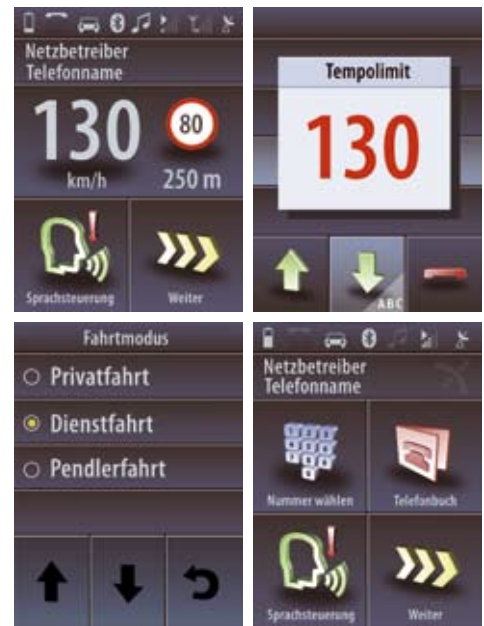 Netzbetreiber
Telefonname
130
80
km/h
250 m
Sprachsteuerung
Weiter
Tempolimit
130
ABC
Fahrtmodus
Privatfahrt
Dienstfahrt
Pendlerfahrt
Netzbetreiber
Telefonname
Nummer wählen
Telefonbuch
Sprachsteuerung
Weiter